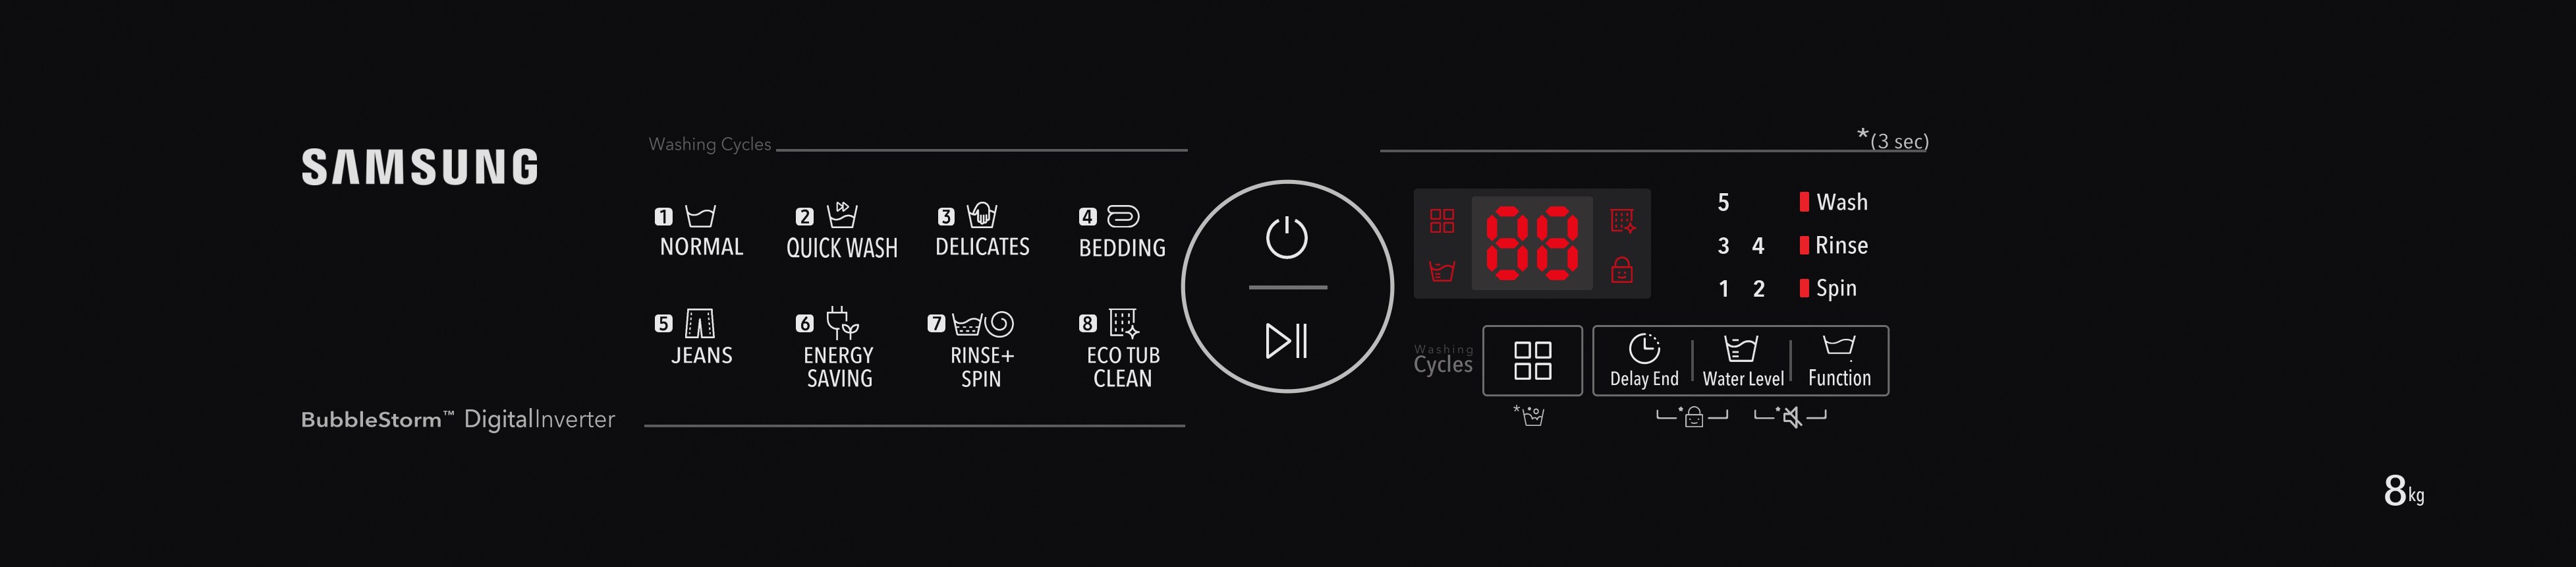 SAMSUNG
Washing Cycles
1 NORMAL
2 QUICK WASH
3 DELICATES
4 BEDDING
5 JEANS
6 ENERGY
SAVING
7 RINSE+
SPIN
8 ECO TUB
CLEAN
BubbleStorm™ DigitalInverter
*(3 sec)
88
5 Wash
3 4 Rinse
1 2 Spin
Washing
Cycles
Delay End
Water Level
Function
*
*
*
8kg